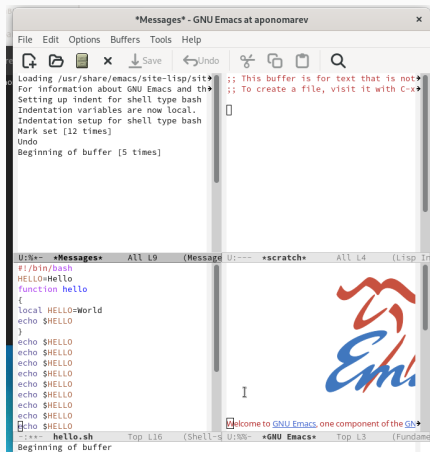 *Messages* - GNU Emacs at aponomarev
File Edit Options Buffers Tools Help
Save Undo
Loading /usr/share/emacs/site-lisp/sit
For information about GNU Emacs and th
Setting up indent for shell type bash
Indentation variables are now local.
Indentation setup for shell type bash
Mark set [12 times]
Undo
Beginning of buffer [5 times]
U:%*- *Messages* All L9 (Message
;; This buffer is for text that is not
;; To create a file, visit it with C-x
U:--- *scratch* All L4 (Lisp In
#!/bin/bash
HELLO=Hello
function hello
{
local HELLO=World
echo $HELLO
}
echo $HELLO
echo $HELLO
echo $HELLO
echo $HELLO
echo $HELLO
echo $HELLO
echo $HELLO
echo $HELLO
echo $HELLO
-:**- hello.sh Top L16 (Shell-s
Emacs
Welcome to GNU Emacs, one component of the GN
U:%%- *GNU Emacs* Top L3 (Fundame
Beginning of buffer